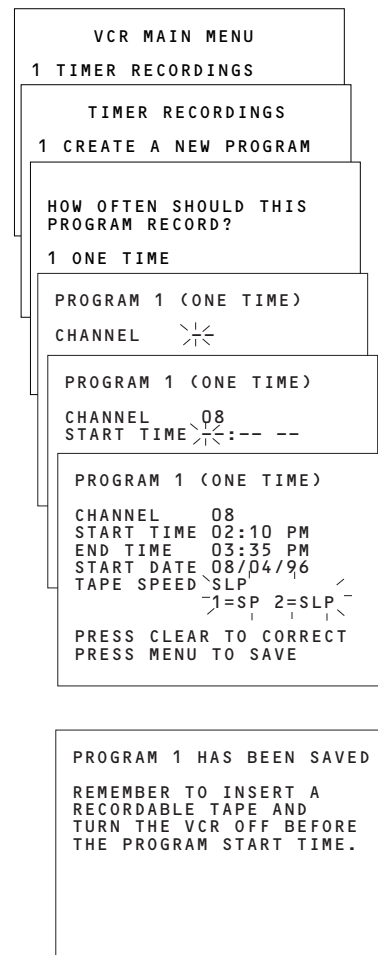 VCR MAIN MENU
1 TIMER RECORDINGS
TIMER RECORDINGS
1 CREATE A NEW PROGRAM
HOW OFTEN SHOULD THIS
PROGRAM RECORD?
1 ONE TIME
PROGRAM 1 (ONE TIME)
CHANNEL --
PROGRAM 1 (ONE TIME)
CHANNEL 08
START TIME --:-- --
PROGRAM 1 (ONE TIME)
CHANNEL 08
START TIME 02:10 PM
END TIME 03:35 PM
START DATE 08/04/96
TAPE SPEED SLP
1=SP 2=SLP
PRESS CLEAR TO CORRECT
PRESS MENU TO SAVE
PROGRAM 1 HAS BEEN SAVED
REMEMBER TO INSERT A
RECORDABLE TAPE AND
TURN THE VCR OFF BEFORE
THE PROGRAM START TIME.